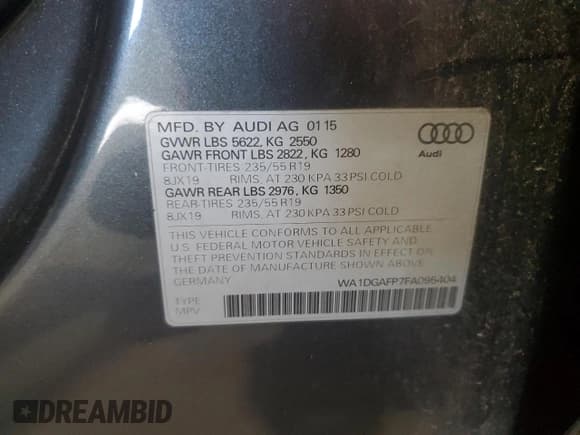 MFD. BY AUDI AG 01 15
GVWR LBS 5622, KG 2550
GAWR FRONT LBS 2822, KG 1280
FRONT-TIRES 235/55 R19
8JX19 RIMS, AT 230 KPA 33 PSI COLD
GAWR REAR LBS 2976, KG 1350
REAR-TIRES 235/55 R19
8JX19 RIMS, AT 230 KPA 33 PSI COLD
Audi
THIS VEHICLE CONFORMS TO ALL APPLICABLE
U.S. FEDERAL MOTOR VEHICLE SAFETY AND
THEFT PREVENTION STANDARDS IN EFFECT ON
THE DATE OF MANUFACTURE
GERMANY WA1DGAFP7FA095404
TYPE
MPV
DREAMBID